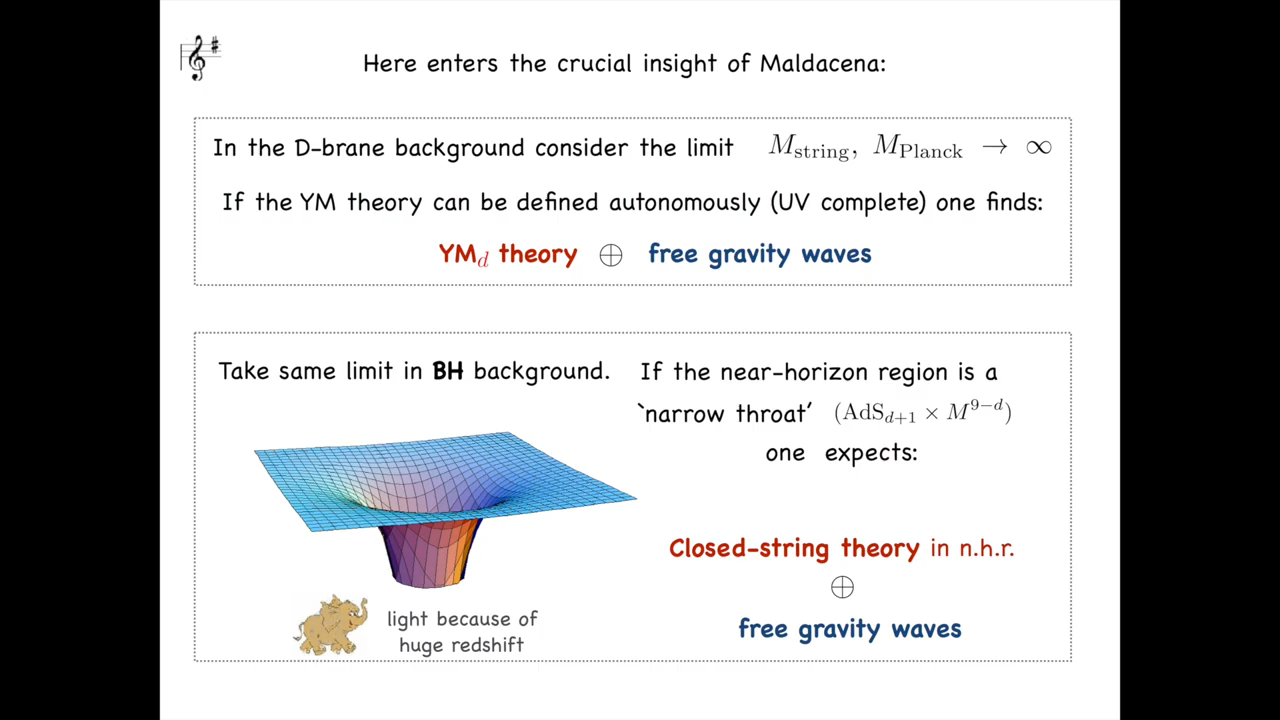 Here enters the crucial insight of Maldacena:
In the D-brane background consider the limit M_string, M_Planck → ∞
If the YM theory can be defined autonomously (UV complete) one finds:
YM_d theory ⊕ free gravity waves
Take same limit in BH background.
If the near-horizon region is a
`narrow throat' (AdS_{d+1} × M^{9−d})
one expects:
Closed-string theory in n.h.r.
⊕
free gravity waves
light because of
huge redshift